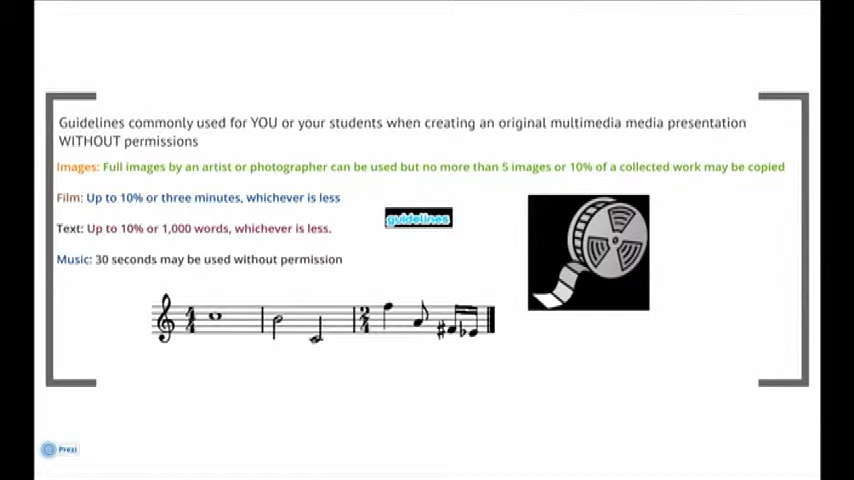 Guidelines commonly used for YOU or your students when creating an original multimedia media presentation
WITHOUT permissions
Images: Full images by an artist or photographer can be used but no more than 5 images or 10% of a collected work may be copied
Film: Up to 10% or three minutes, whichever is less
guidelines
Text: Up to 10% or 1,000 words, whichever is less.
Music: 30 seconds may be used without permission
Prezi